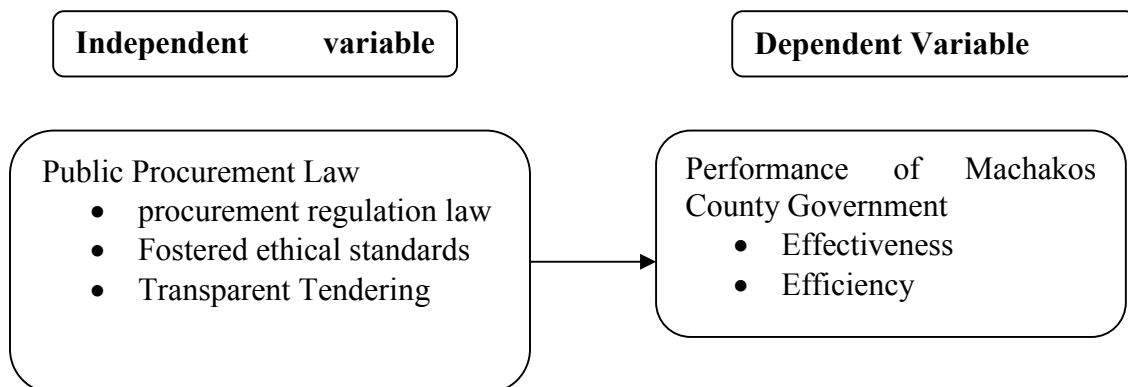 Independent variable
Dependent Variable
Public Procurement Law
• procurement regulation law
• Fostered ethical standards
• Transparent Tendering
Performance of Machakos
County Government
• Effectiveness
• Efficiency